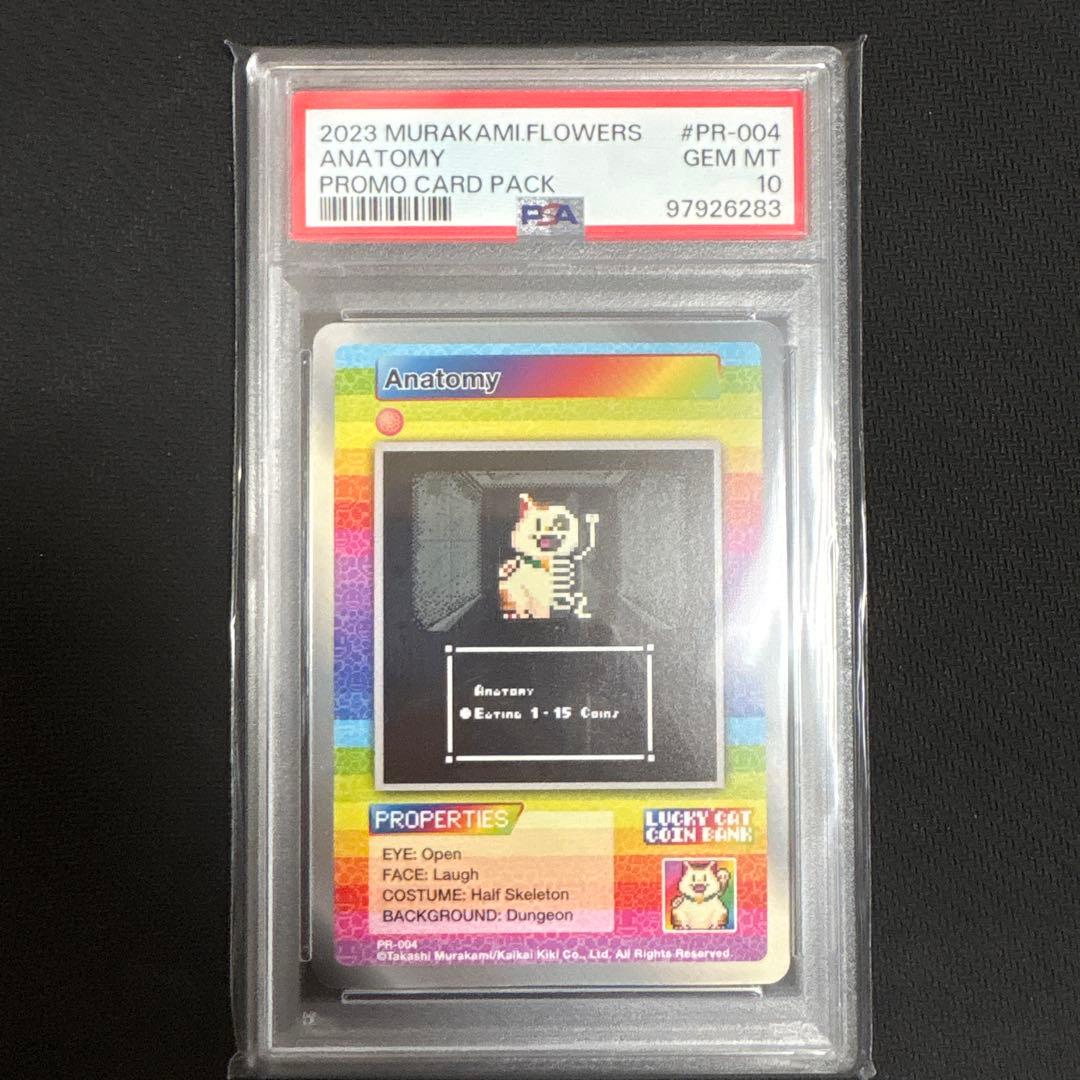 2023 MURAKAMI.FLOWERS #PR-004
ANATOMY GEM MT
PROMO CARD PACK 10
PSA 97926283
Anatomy
Anatomy
Eating 1 - 15 Coins
PROPERTIES
LUCKY CAT
COIN BANK
EYE: Open
FACE: Laugh
COSTUME: Half Skeleton
BACKGROUND: Dungeon
PR-004
©Takashi Murakami/Kaikai Kiki Co., Ltd. All Rights Reserved.